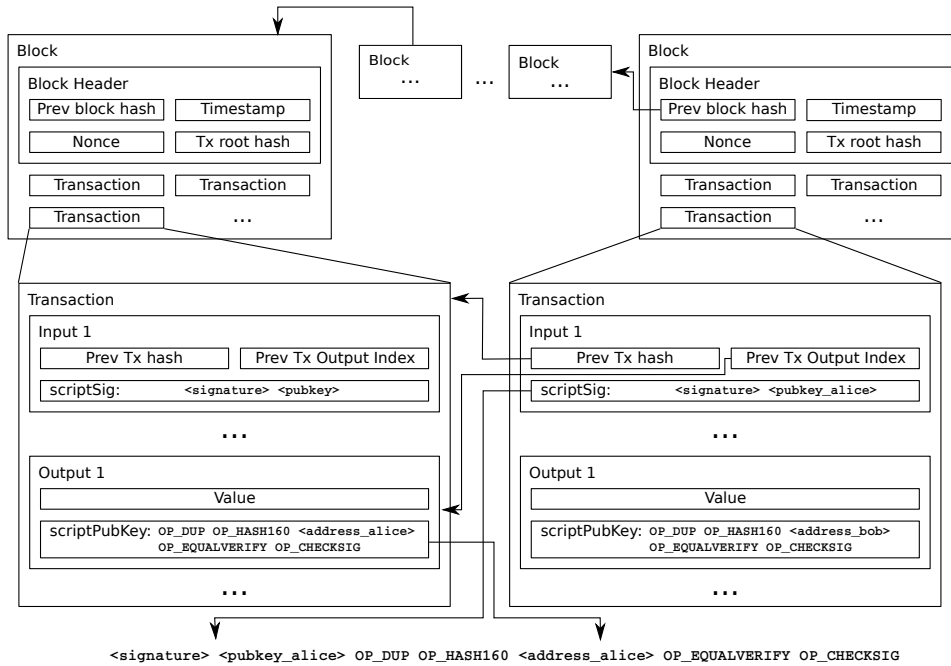 Block
Block Header
Prev block hash
Timestamp
Nonce
Tx root hash
Transaction
Transaction
Transaction
...
Block
...
...
Block
...
Block
Block Header
Prev block hash
Timestamp
Nonce
Tx root hash
Transaction
Transaction
Transaction
...
Transaction
Input 1
Prev Tx hash
Prev Tx Output Index
scriptSig: <signature> <pubkey>
...
Output 1
Value
scriptPubKey: OP_DUP OP_HASH160 <address_alice>
OP_EQUALVERIFY OP_CHECKSIG
...
Transaction
Input 1
Prev Tx hash
Prev Tx Output Index
scriptSig: <signature> <pubkey_alice>
...
Output 1
Value
scriptPubKey: OP_DUP OP_HASH160 <address_bob>
OP_EQUALVERIFY OP_CHECKSIG
...
<signature> <pubkey_alice> OP_DUP OP_HASH160 <address_alice> OP_EQUALVERIFY OP_CHECKSIG